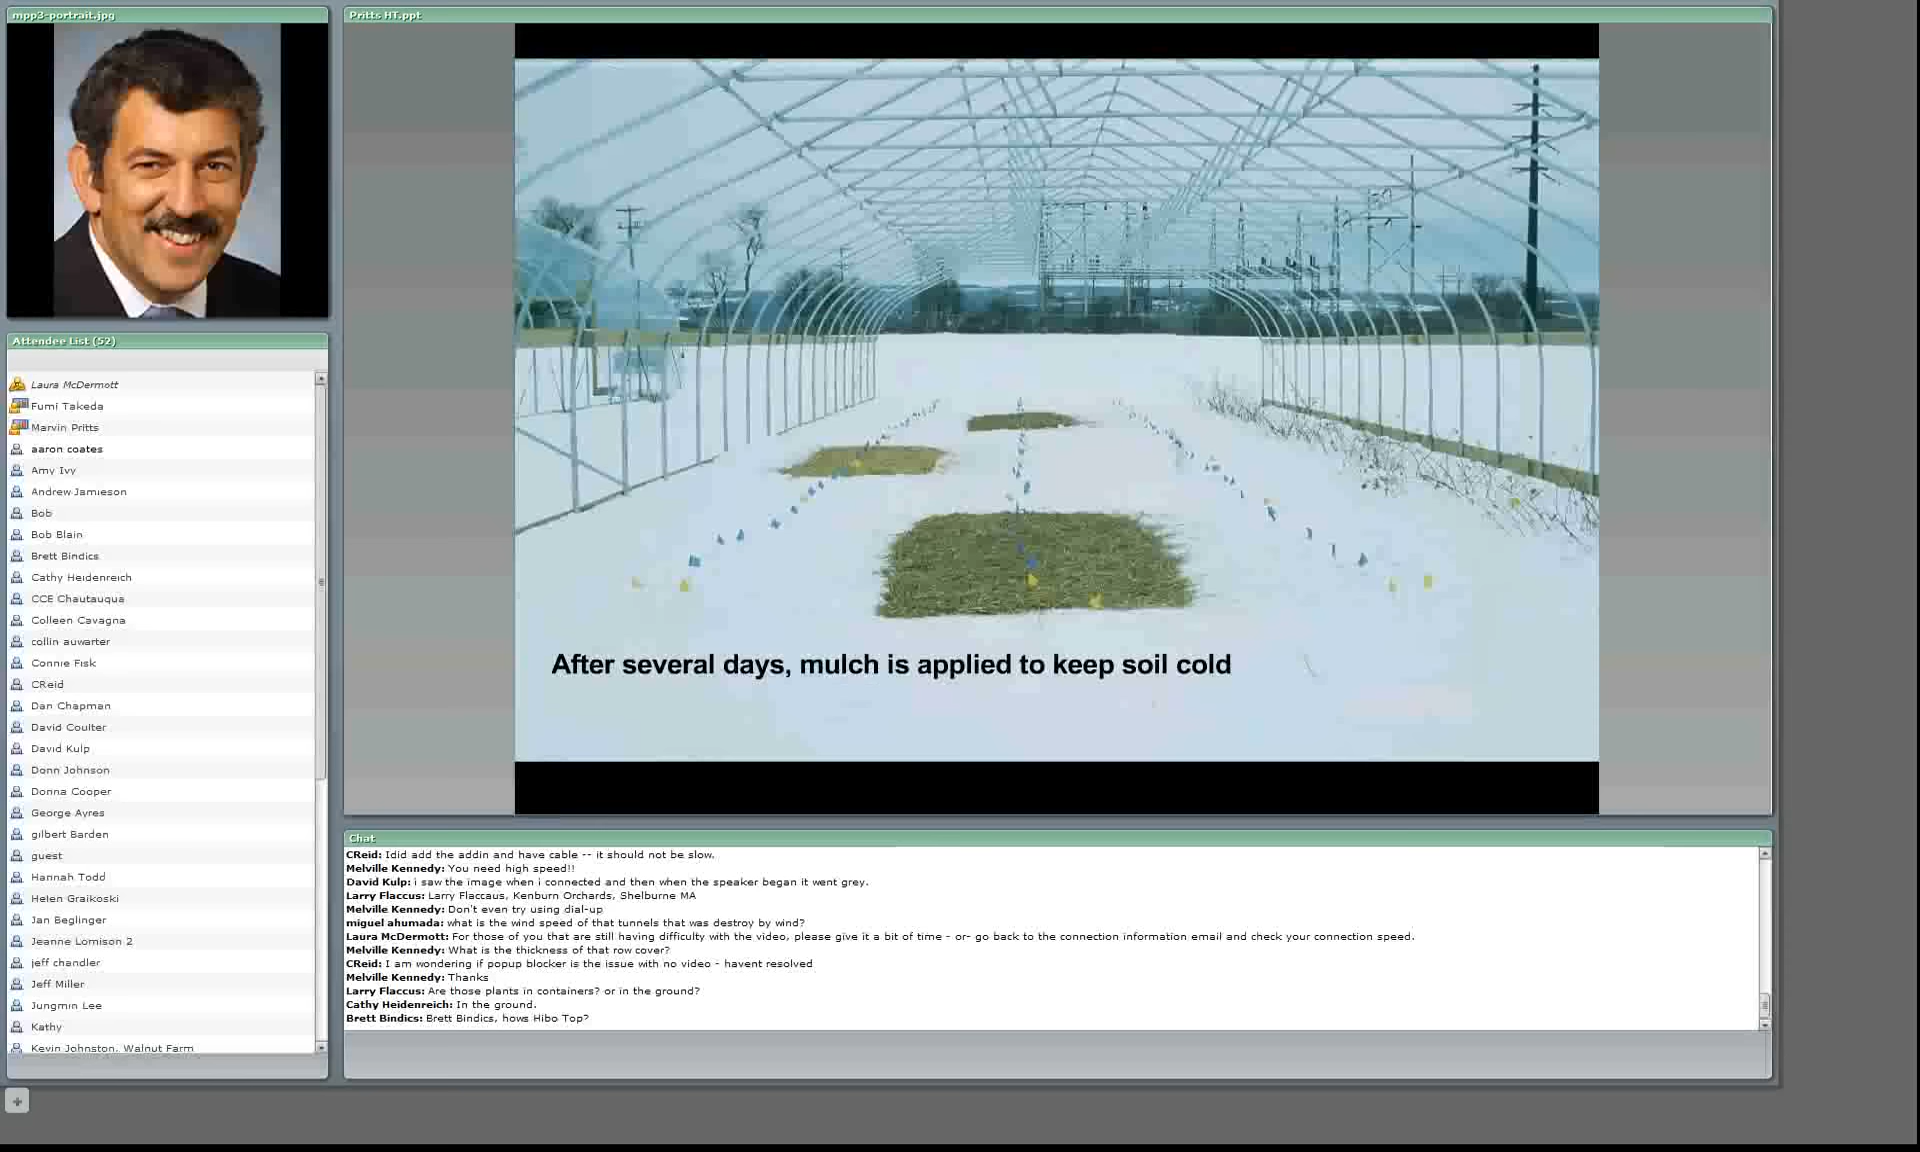 mpp3-portrait.jpg
Attendee List (52)
Laura McDermott
Fumi Takeda
Marvin Pritts
aaron coates
Amy Ivy
Andrew Jamieson
Bob
Bob Blain
Brett Bindics
Cathy Heidenreich
CCE Chautauqua
Colleen Cavagna
collin auwarter
Connie Fisk
CReid
Dan Chapman
David Coulter
David Kulp
Donn Johnson
Donna Cooper
George Ayres
gilbert Barden
guest
Hannah Todd
Helen Graikoski
Jan Beglinger
Jeanne Lomison 2
jeff chandler
Jeff Miller
Jungmin Lee
Kathy
Kevin Johnston, Walnut Farm
Pritts HT.ppt
After several days, mulch is applied to keep soil cold
Chat
CReid: Idid add the addin and have cable -- it should not be slow.
Melville Kennedy: You need high speed!!
David Kulp: i saw the image when i connected and then when the speaker began it went grey.
Larry Flaccus: Larry Flaccaus, Kenburn Orchards, Shelburne MA
Melville Kennedy: Don't even try using dial-up
miguel ahumada: what is the wind speed of that tunnels that was destroy by wind?
Laura McDermott: For those of you that are still having difficulty with the video, please give it a bit of time - or- go back to the connection information email and check your connection speed.
Melville Kennedy: What is the thickness of that row cover?
CReid: I am wondering if popup blocker is the issue with no video - havent resolved
Melville Kennedy: Thanks
Larry Flaccus: Are those plants in containers? or in the ground?
Cathy Heidenreich: In the ground.
Brett Bindics: Brett Bindics, hows Hibo Top?